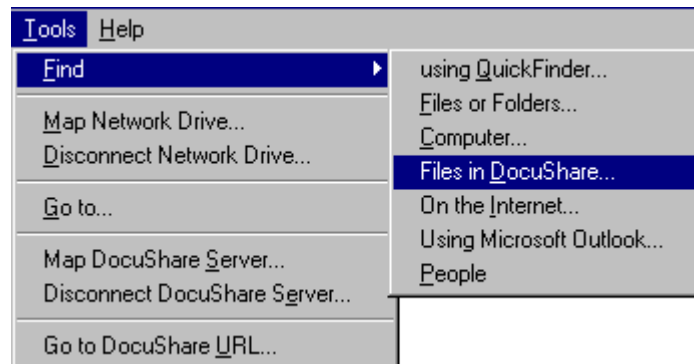 Tools Help
Find
Map Network Drive...
Disconnect Network Drive...
Go to...
Map DocuShare Server...
Disconnect DocuShare Server...
Go to DocuShare URL...
using QuickFinder...
Files or Folders...
Computer...
Files in DocuShare...
On the Internet...
Using Microsoft Outlook...
People